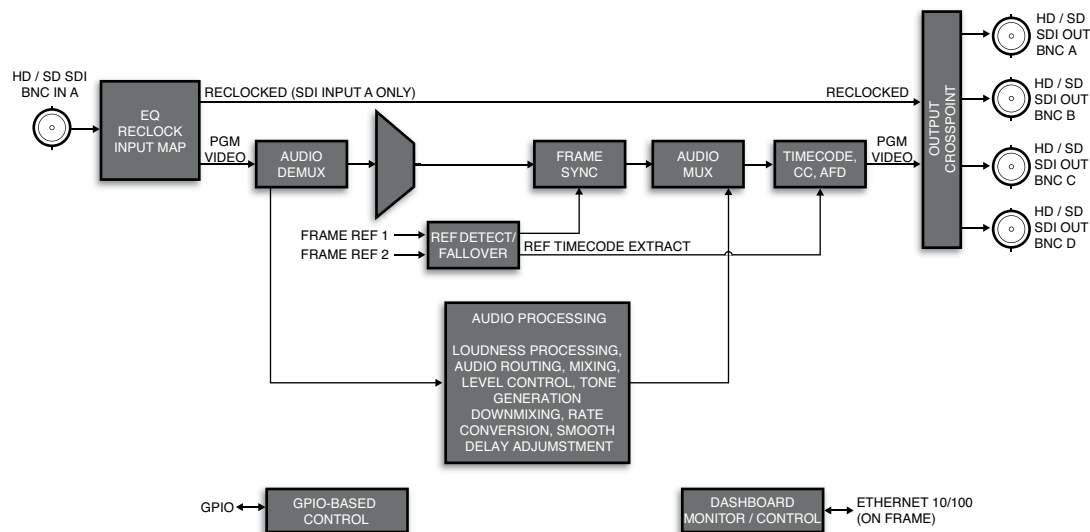 HD / SD SDI
BNC IN A
EQ
RECLOCK
INPUT MAP
RECLOCKED (SDI INPUT A ONLY)
RECLOCKED
PGM
VIDEO
AUDIO
DEMUX
FRAME
SYNC
AUDIO
MUX
TIMECODE,
CC, AFD
PGM
VIDEO
OUTPUT
CROSSPOINT
HD / SD
SDI OUT
BNC A
HD / SD
SDI OUT
BNC B
HD / SD
SDI OUT
BNC C
HD / SD
SDI OUT
BNC D
FRAME REF 1
FRAME REF 2
REF DETECT/
FALLOVER
REF TIMECODE EXTRACT
AUDIO PROCESSING
LOUDNESS PROCESSING,
AUDIO ROUTING, MIXING,
LEVEL CONTROL, TONE
GENERATION
DOWNMIXING, RATE
CONVERSION, SMOOTH
DELAY ADJUMSTMENT
GPIO
GPIO-BASED
CONTROL
DASHBOARD
MONITOR / CONTROL
ETHERNET 10/100
(ON FRAME)